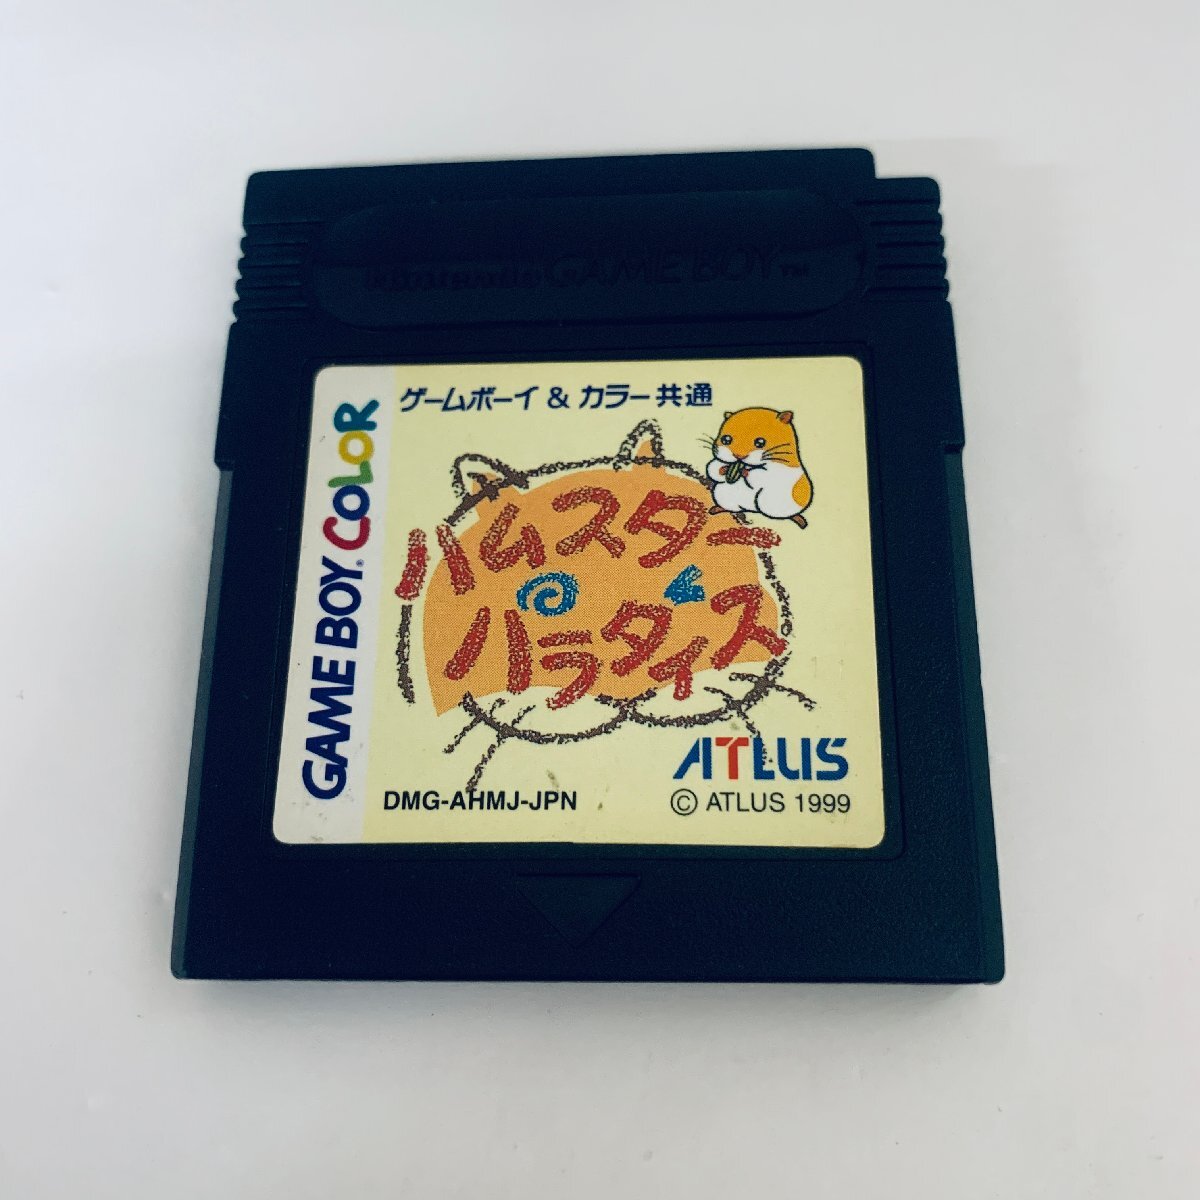 Nintendo GAME BOY™
GAME BOY COLOR
ゲームボーイ & カラー共通
ハムスター
パラダイス
ATLUS
DMG-AHMJ-JPN
© ATLUS 1999